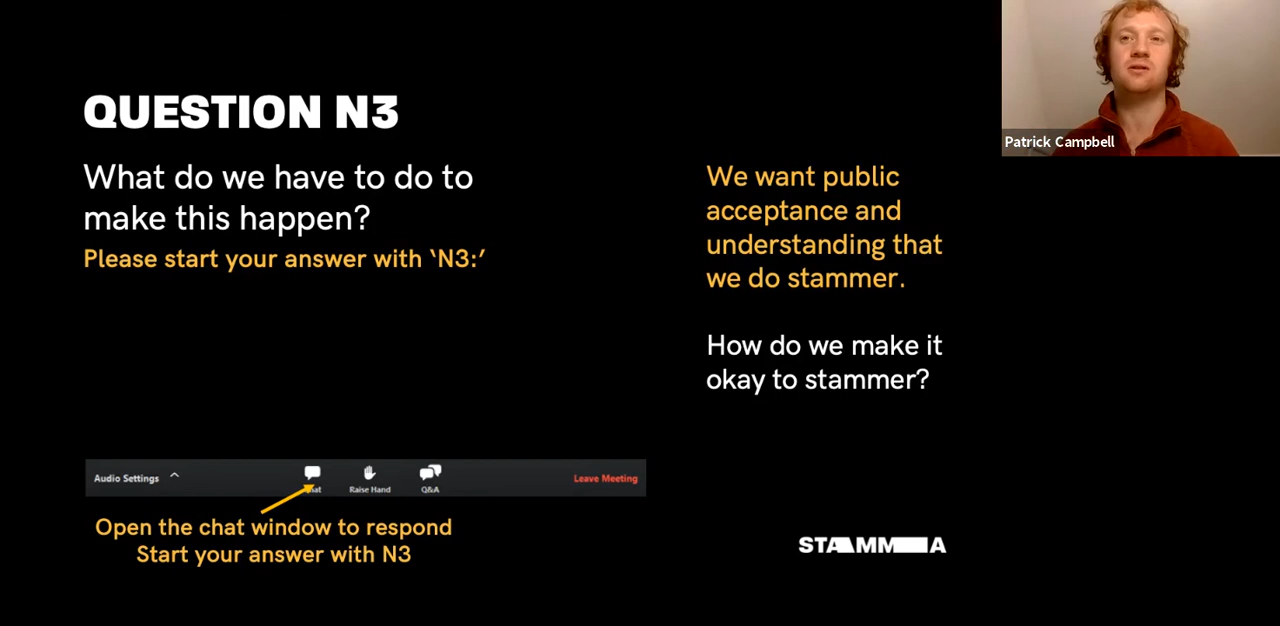 QUESTION N3
What do we have to do to
make this happen?
Please start your answer with ‘N3:’
We want public
acceptance and
understanding that
we do stammer.
How do we make it
okay to stammer?
Patrick Campbell
Audio Settings
Raise Hand
Q&A
Leave Meeting
Open the chat window to respond
Start your answer with N3